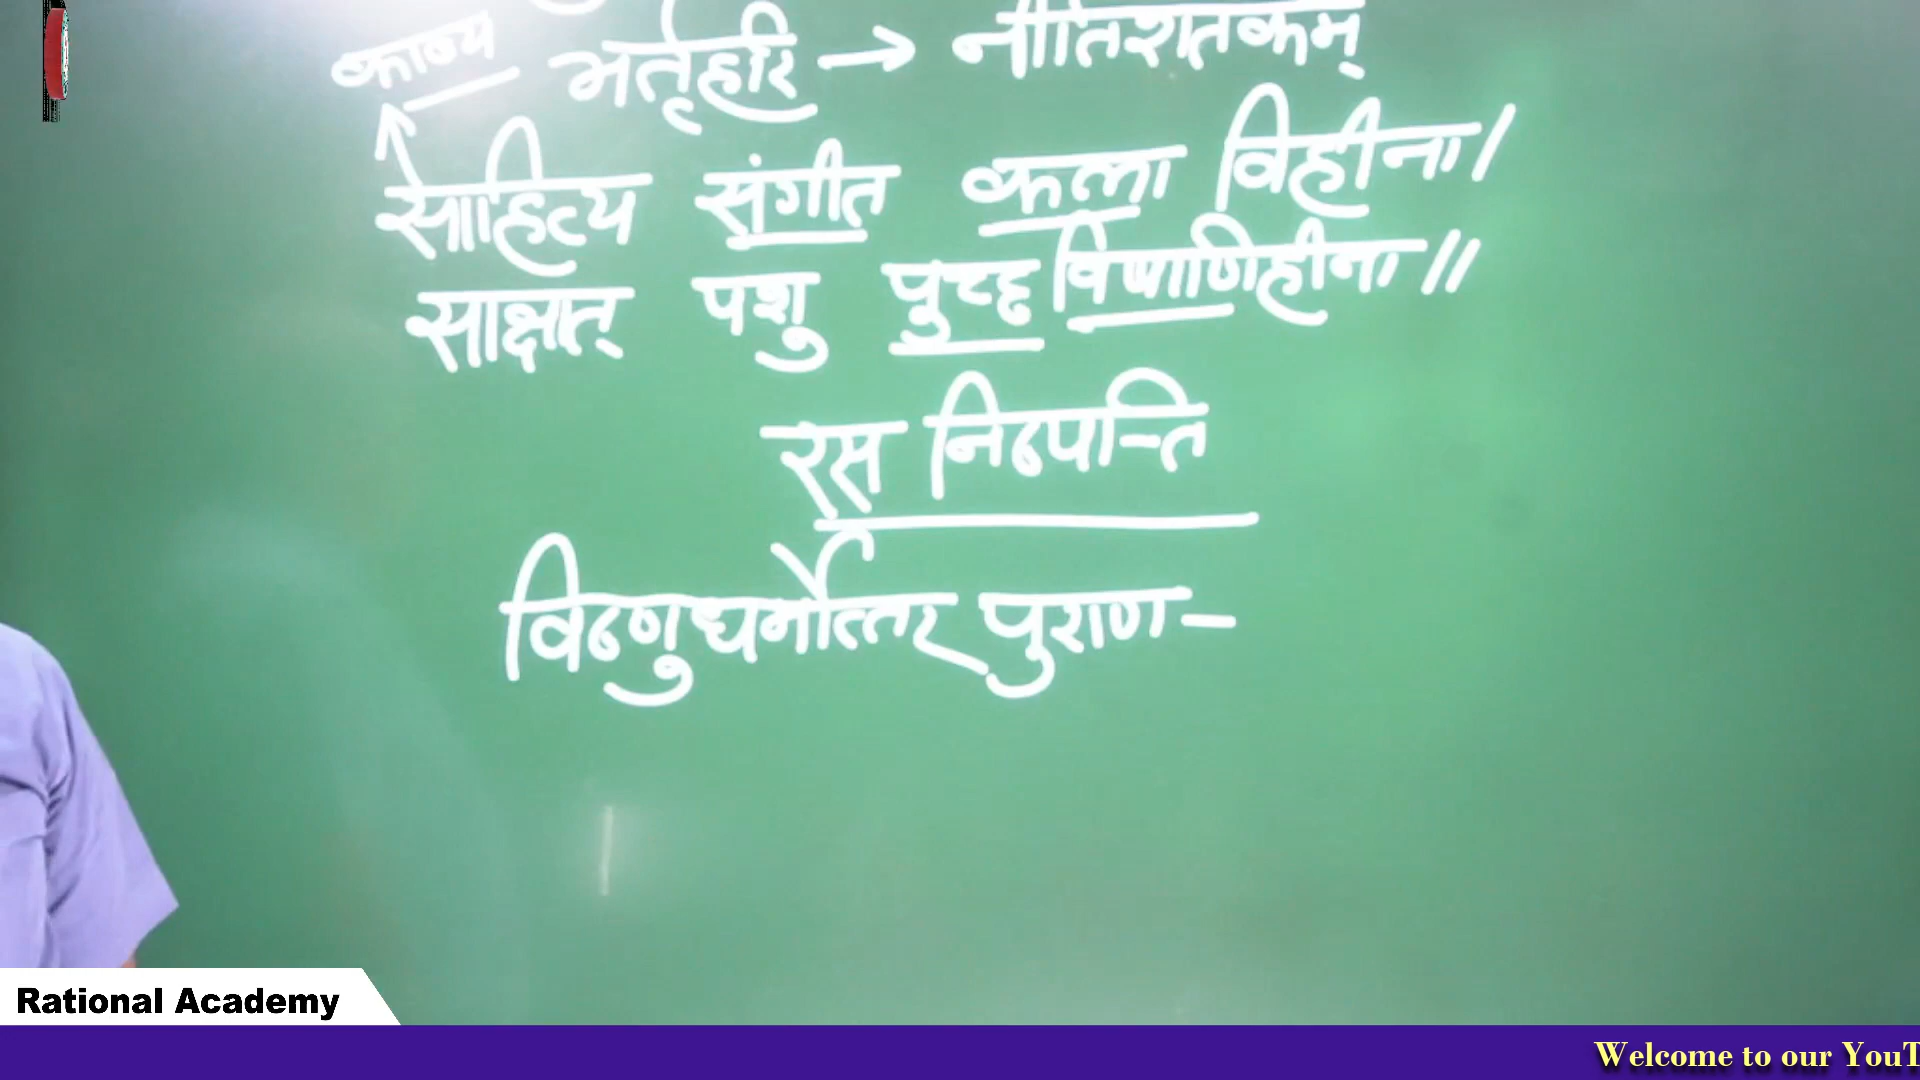 काव्य भर्तृहरि → नीतिशतकम्
साहित्य संगीत कला विहीना।
साक्षात् पशु पुच्छ विषाणहीना॥
रस निष्पत्ति
विष्णुधर्मोत्तर पुराण –
Rational Academy
Welcome to our YouT